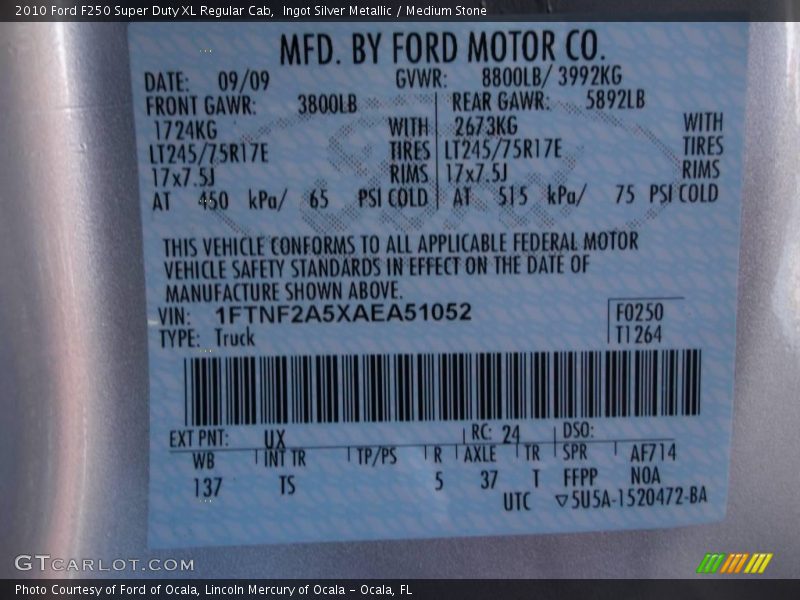 2010 Ford F250 Super Duty XL Regular Cab, Ingot Silver Metallic / Medium Stone
MFD. BY FORD MOTOR CO.
DATE: 09/09 GVWR: 8800LB/ 3992KG
FRONT GAWR: 3800LB REAR GAWR: 5892LB
1724KG WITH 2673KG WITH
LT245/75R17E TIRES LT245/75R17E TIRES
17x7.5J RIMS 17x7.5J RIMS
AT 450 kPa/ 65 PSI COLD AT 515 kPa/ 75 PSI COLD
THIS VEHICLE CONFORMS TO ALL APPLICABLE FEDERAL MOTOR
VEHICLE SAFETY STANDARDS IN EFFECT ON THE DATE OF
MANUFACTURE SHOWN ABOVE.
VIN: 1FTNF2A5XAEA51052 F0250
TYPE: Truck T1264
EXT PNT: UX RC: 24 DSO:
WB INT TR TP/PS R AXLE TR SPR AF714
137 TS 5 37 T FFPP NOA
UTC ▽5U5A-1520472-BA
GTCARLOT.COM
Photo Courtesy of Ford of Ocala, Lincoln Mercury of Ocala – Ocala, FL